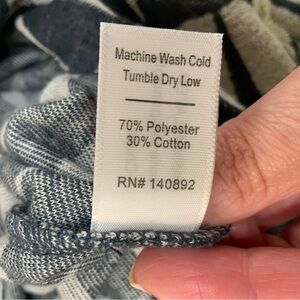 Machine Wash Cold
Tumble Dry Low
70% Polyester
30% Cotton
RN# 140892